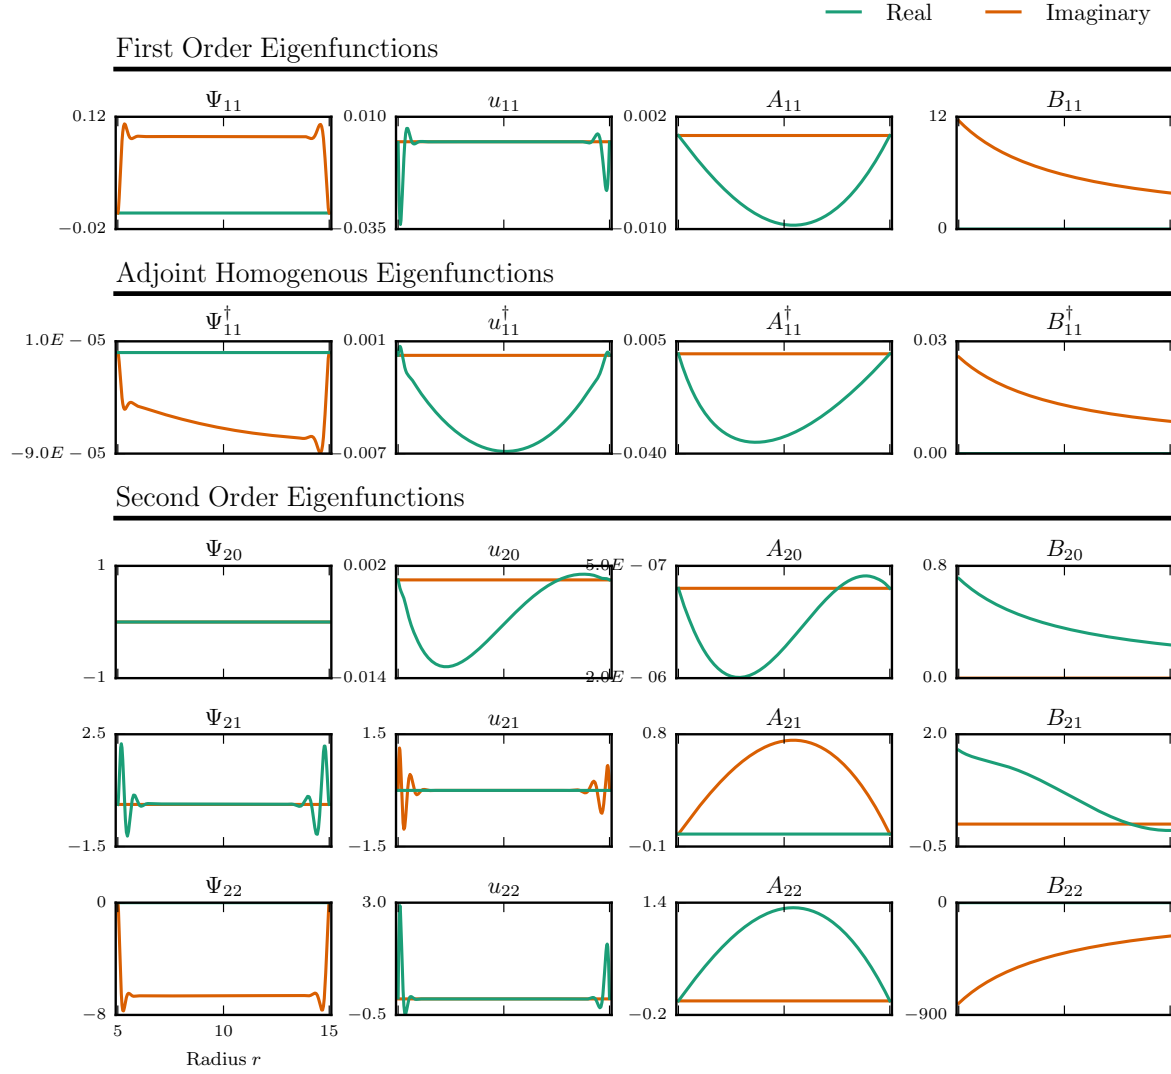 Real Imaginary
First Order Eigenfunctions
Ψ₁₁ u₁₁ A₁₁ B₁₁
0.12 0.010 0.002 12
−0.02 −0.035 −0.010 0
Adjoint Homogenous Eigenfunctions
Ψ†₁₁ u†₁₁ A†₁₁ B†₁₁
1.0E − 05 0.001 0.005 0.03
−9.0E − 05 −0.007 −0.040 0.00
Second Order Eigenfunctions
Ψ₂₀ u₂₀ A₂₀ B₂₀
1 0.002 5.0E − 07 0.8
−1 −0.014 2.0E − 06 0.0
Ψ₂₁ u₂₁ A₂₁ B₂₁
2.5 1.5 0.8 2.0
−1.5 −1.5 −0.1 −0.5
Ψ₂₂ u₂₂ A₂₂ B₂₂
0 3.0 1.4 0
−8 −0.5 −0.2 −900
5 10 15
Radius r